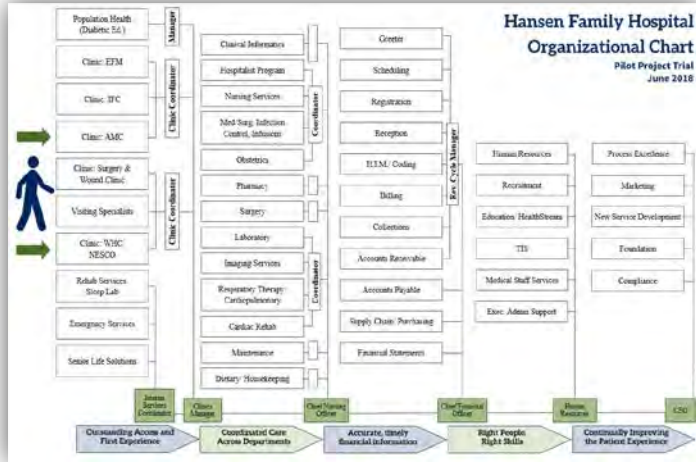 Hansen Family Hospital
Organizational Chart
Pilot Project Trial
June 2018
Population Health
(Diabetic Ed.)
Clinic: EFM
Clinic: IFC
Clinic: AMC
Clinic: Surgery &
Wound Clinic
Visiting Specialists
Clinic: WHC
NESCO
Rehab Services
Sleep Lab
Emergency Services
Senior Life Solutions
Manager
Clinic Coordinator
Clinic Coordinator
Clinical Informatics
Hospitalist Program
Nursing Services
Med/Surg, Infection
Control, Infusions
Obstetrics
Pharmacy
Surgery
Laboratory
Imaging Services
Respiratory Therapy
Cardiopulmonary
Cardiac Rehab
Maintenance
Dietary/Housekeeping
Coordinator
Coordinator
Greeter
Scheduling
Registration
Reception
H.I.M./ Coding
Billing
Collections
Accounts Receivable
Accounts Payable
Supply Chain/ Purchasing
Financial Statements
Rev Cycle Manager
Human Resources
Recruitment
Education/ HealthStream
Medical Staff Services
Exec. Admin Support
Process Excellence
Marketing
New Service Development
Foundation
Compliance
Services
Coordinator
Clinics
Manager
Chief Nursing
Officer
Chief Financial
Officer
Human
Resources
CEO
Outstanding Access and
First Experience
Coordinated Care
Across Departments
Accurate, timely
financial information
Right People
Right Skills
Continually Improving
the Patient Experience